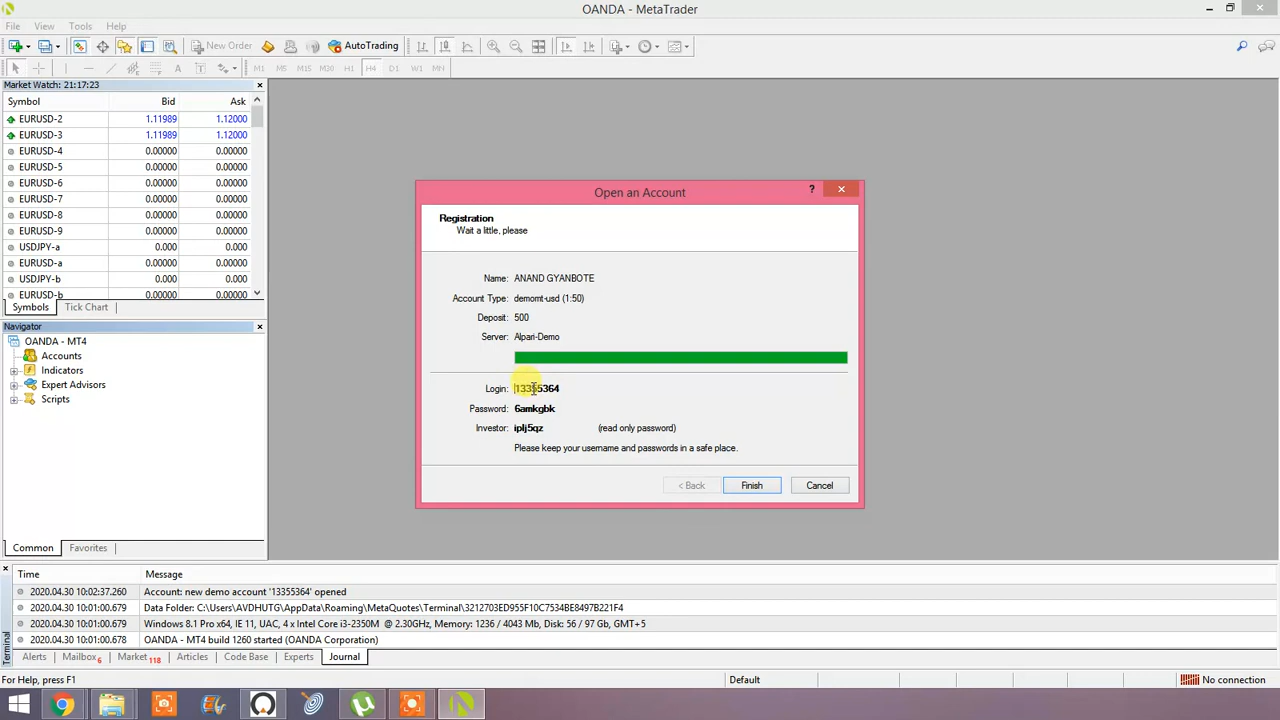 OANDA - MetaTrader
File View Tools Help
New Order AutoTrading
M1 M5 M15 M30 H1 H4 D1 W1 MN
Market Watch: 21:17:23
Symbol Bid Ask
EURUSD-2 1.11989 1.12000
EURUSD-3 1.11989 1.12000
EURUSD-4 0.00000 0.00000
EURUSD-5 0.00000 0.00000
EURUSD-6 0.00000 0.00000
EURUSD-7 0.00000 0.00000
EURUSD-8 0.00000 0.00000
EURUSD-9 0.00000 0.00000
USDJPY-a 0.000 0.000
EURUSD-a 0.00000 0.00000
USDJPY-b 0.000 0.000
EURUSD-b 0.00000 0.00000
Symbols Tick Chart
Navigator
OANDA - MT4
Accounts
Indicators
Expert Advisors
Scripts
Common Favorites
Open an Account
Registration
Wait a little, please
Name: ANAND GYANBOTE
Account Type: demomt-usd (1:50)
Deposit: 500
Server: Alpari-Demo
Login: 13355364
Password: 6amkgbk
Investor: iplj5qz (read only password)
Please keep your username and passwords in a safe place.
< Back Finish Cancel
Time Message
2020.04.30 10:02:37.260 Account: new demo account '13355364' opened
2020.04.30 10:01:00.679 Data Folder: C:\Users\AVDHUTG\AppData\Roaming\MetaQuotes\Terminal\3212703ED955F10C7534BE8497B221F4
2020.04.30 10:01:00.679 Windows 8.1 Pro x64, IE 11, UAC, 4 x Intel Core i3-2350M @ 2.30GHz, Memory: 1236 / 4043 Mb, Disk: 56 / 97 Gb, GMT+5
2020.04.30 10:01:00.678 OANDA - MT4 build 1260 started (OANDA Corporation)
Terminal
Alerts Mailbox 6 Market 118 Articles Code Base Experts Journal
For Help, press F1 Default No connection